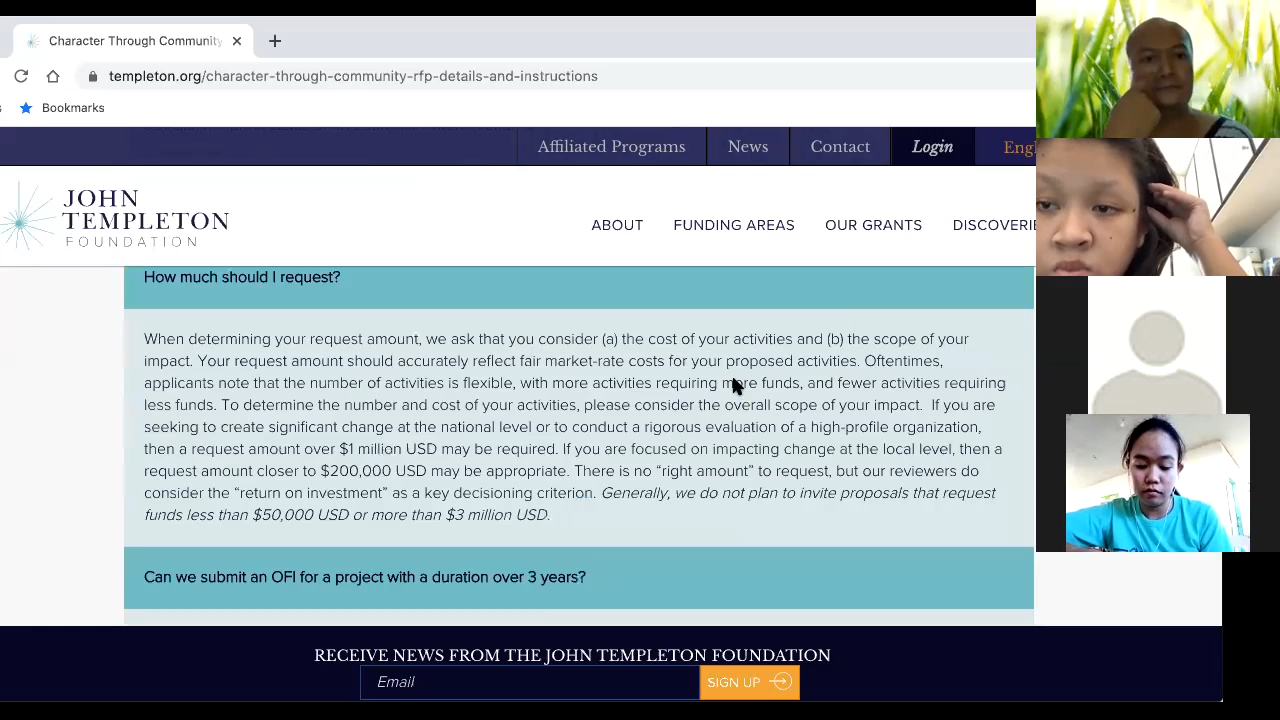 Character Through Community
templeton.org/character-through-community-rfp-details-and-instructions
s
Bookmarks
Affiliated Programs
News
Contact
Login
Engl
JOHN
TEMPLETON
FOUNDATION
ABOUT
FUNDING AREAS
OUR GRANTS
DISCOVERIE
How much should I request?
When determining your request amount, we ask that you consider (a) the cost of your activities and (b) the scope of your
impact. Your request amount should accurately reflect fair market-rate costs for your proposed activities. Oftentimes,
applicants note that the number of activities is flexible, with more activities requiring more funds, and fewer activities requiring
less funds. To determine the number and cost of your activities, please consider the overall scope of your impact. If you are
seeking to create significant change at the national level or to conduct a rigorous evaluation of a high-profile organization,
then a request amount over $1 million USD may be required. If you are focused on impacting change at the local level, then a
request amount closer to $200,000 USD may be appropriate. There is no “right amount” to request, but our reviewers do
consider the “return on investment” as a key decisioning criterion. Generally, we do not plan to invite proposals that request
funds less than $50,000 USD or more than $3 million USD.
Can we submit an OFI for a project with a duration over 3 years?
RECEIVE NEWS FROM THE JOHN TEMPLETON FOUNDATION
Email
SIGN UP